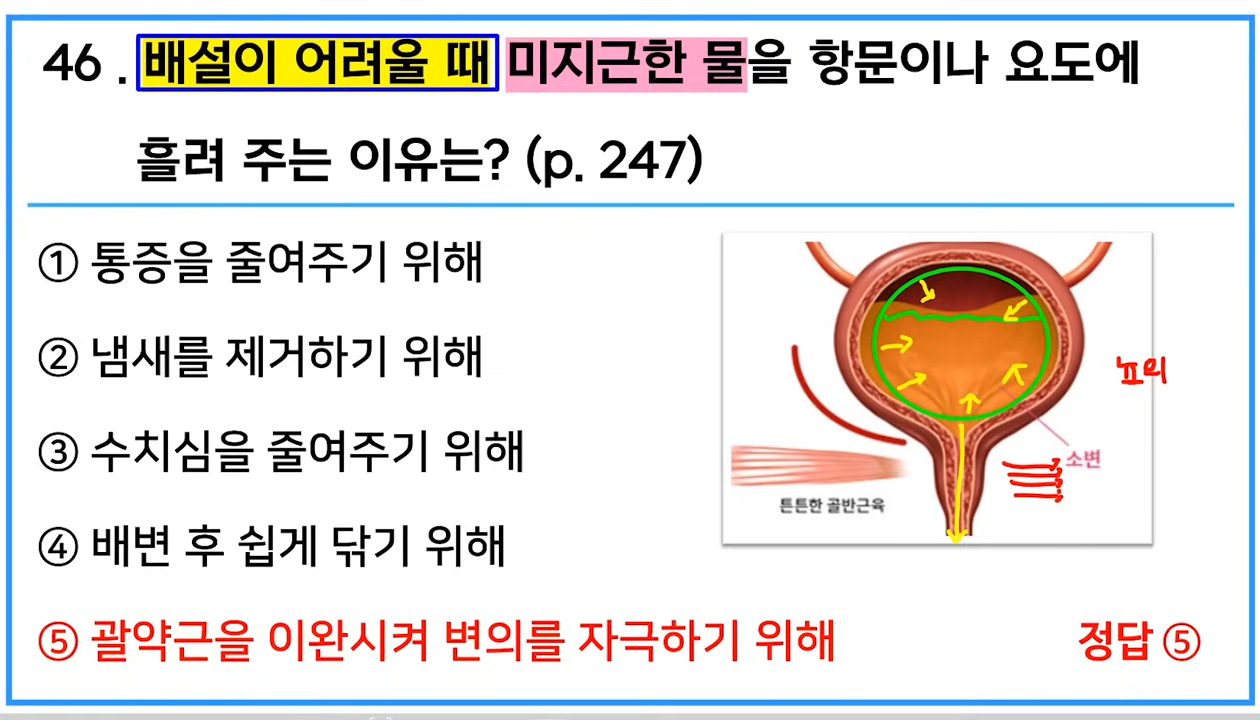 46 . 배설이 어려울 때 미지근한 물을 항문이나 요도에
흘려 주는 이유는? (p. 247)
① 통증을 줄여주기 위해
② 냄새를 제거하기 위해
③ 수치심을 줄여주기 위해
④ 배변 후 쉽게 닦기 위해
⑤ 괄약근을 이완시켜 변의를 자극하기 위해
소변
튼튼한 골반근육
정답 ⑤